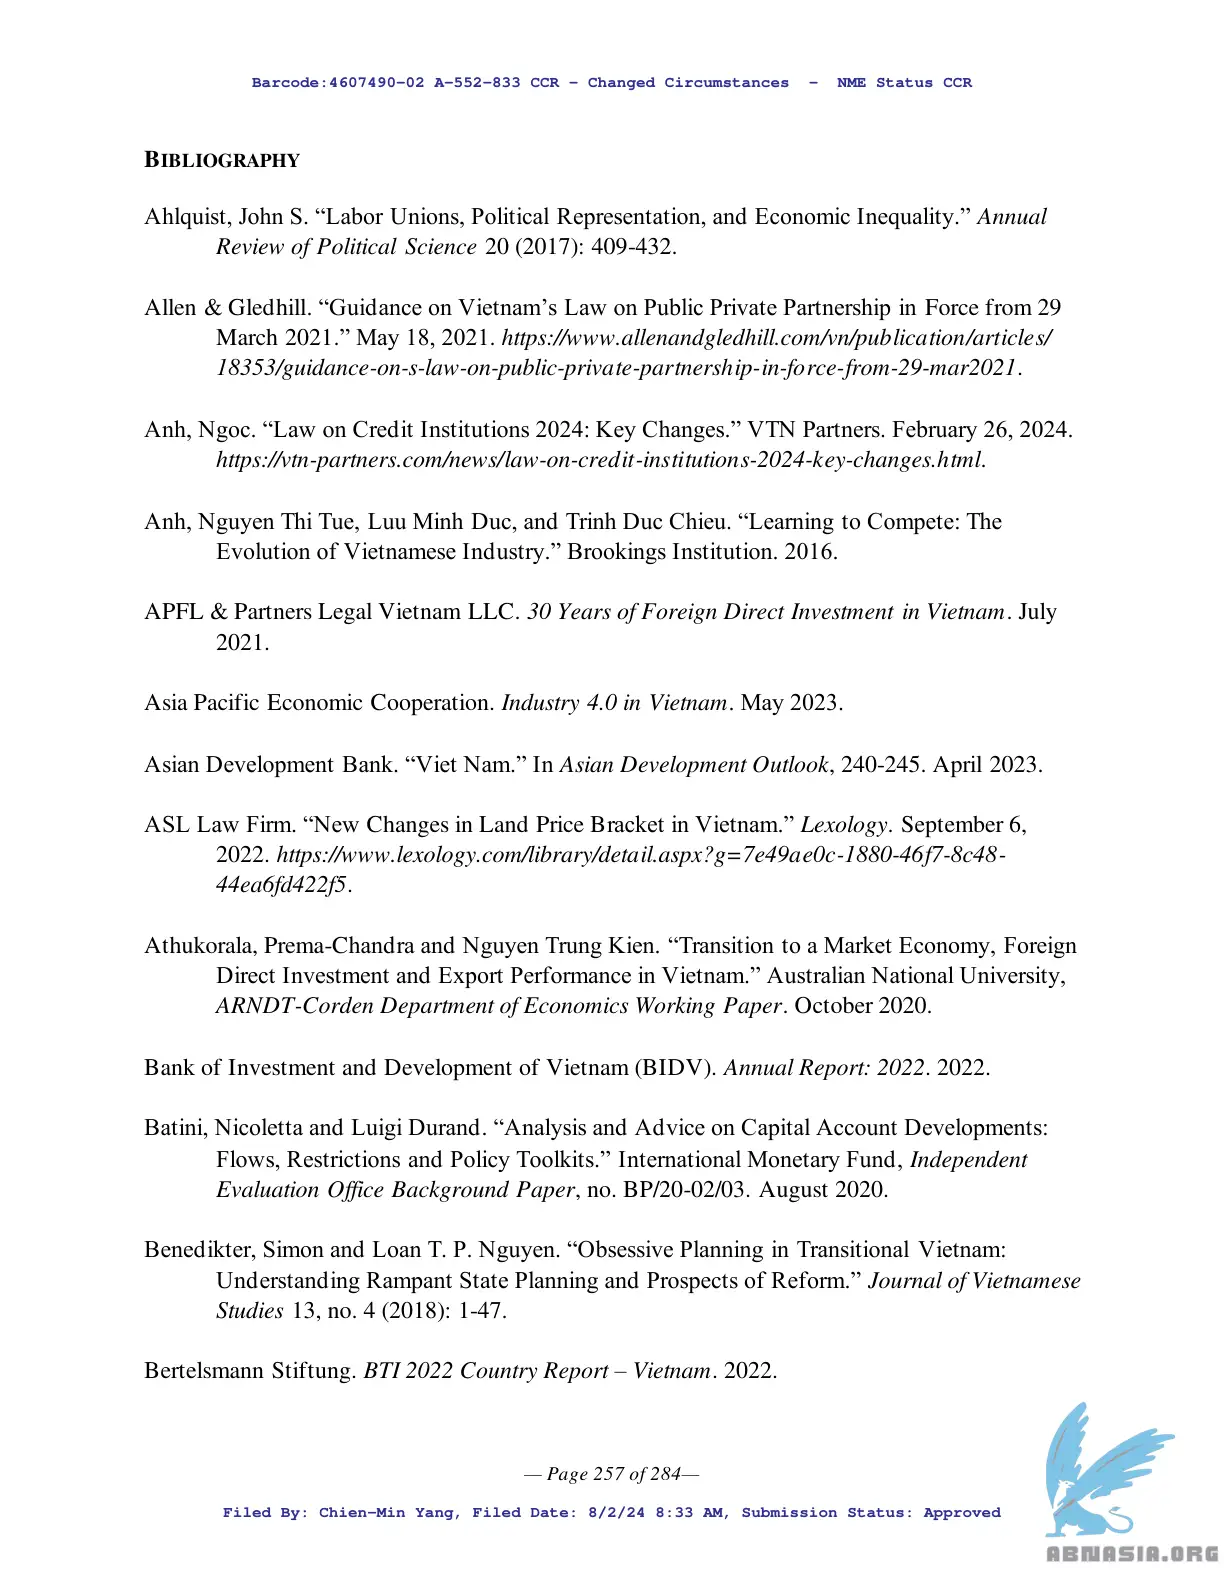 Barcode:4607490-02 A-552-833 CCR - Changed Circumstances - NME Status CCR
BIBLIOGRAPHY
Ahlquist, John S. “Labor Unions, Political Representation, and Economic Inequality.” Annual
Review of Political Science 20 (2017): 409-432.
Allen & Gledhill. “Guidance on Vietnam’s Law on Public Private Partnership in Force from 29
March 2021.” May 18, 2021. https://www.allenandgledhill.com/vn/publication/articles/
18353/guidance-on-s-law-on-public-private-partnership-in-force-from-29-mar2021.
Anh, Ngoc. “Law on Credit Institutions 2024: Key Changes.” VTN Partners. February 26, 2024.
https://vtn-partners.com/news/law-on-credit-institutions-2024-key-changes.html.
Anh, Nguyen Thi Tue, Luu Minh Duc, and Trinh Duc Chieu. “Learning to Compete: The
Evolution of Vietnamese Industry.” Brookings Institution. 2016.
APFL & Partners Legal Vietnam LLC. 30 Years of Foreign Direct Investment in Vietnam. July
2021.
Asia Pacific Economic Cooperation. Industry 4.0 in Vietnam. May 2023.
Asian Development Bank. “Viet Nam.” In Asian Development Outlook, 240-245. April 2023.
ASL Law Firm. “New Changes in Land Price Bracket in Vietnam.” Lexology. September 6,
2022. https://www.lexology.com/library/detail.aspx?g=7e49ae0c-1880-46f7-8c48-
44ea6fd422f5.
Athukorala, Prema-Chandra and Nguyen Trung Kien. “Transition to a Market Economy, Foreign
Direct Investment and Export Performance in Vietnam.” Australian National University,
ARNDT-Corden Department of Economics Working Paper. October 2020.
Bank of Investment and Development of Vietnam (BIDV). Annual Report: 2022. 2022.
Batini, Nicoletta and Luigi Durand. “Analysis and Advice on Capital Account Developments:
Flows, Restrictions and Policy Toolkits.” International Monetary Fund, Independent
Evaluation Office Background Paper, no. BP/20-02/03. August 2020.
Benedikter, Simon and Loan T. P. Nguyen. “Obsessive Planning in Transitional Vietnam:
Understanding Rampant State Planning and Prospects of Reform.” Journal of Vietnamese
Studies 13, no. 4 (2018): 1-47.
Bertelsmann Stiftung. BTI 2022 Country Report – Vietnam. 2022.
— Page 257 of 284—
Filed By: Chien-Min Yang, Filed Date: 8/2/24 8:33 AM, Submission Status: Approved
ABNASIA.ORG